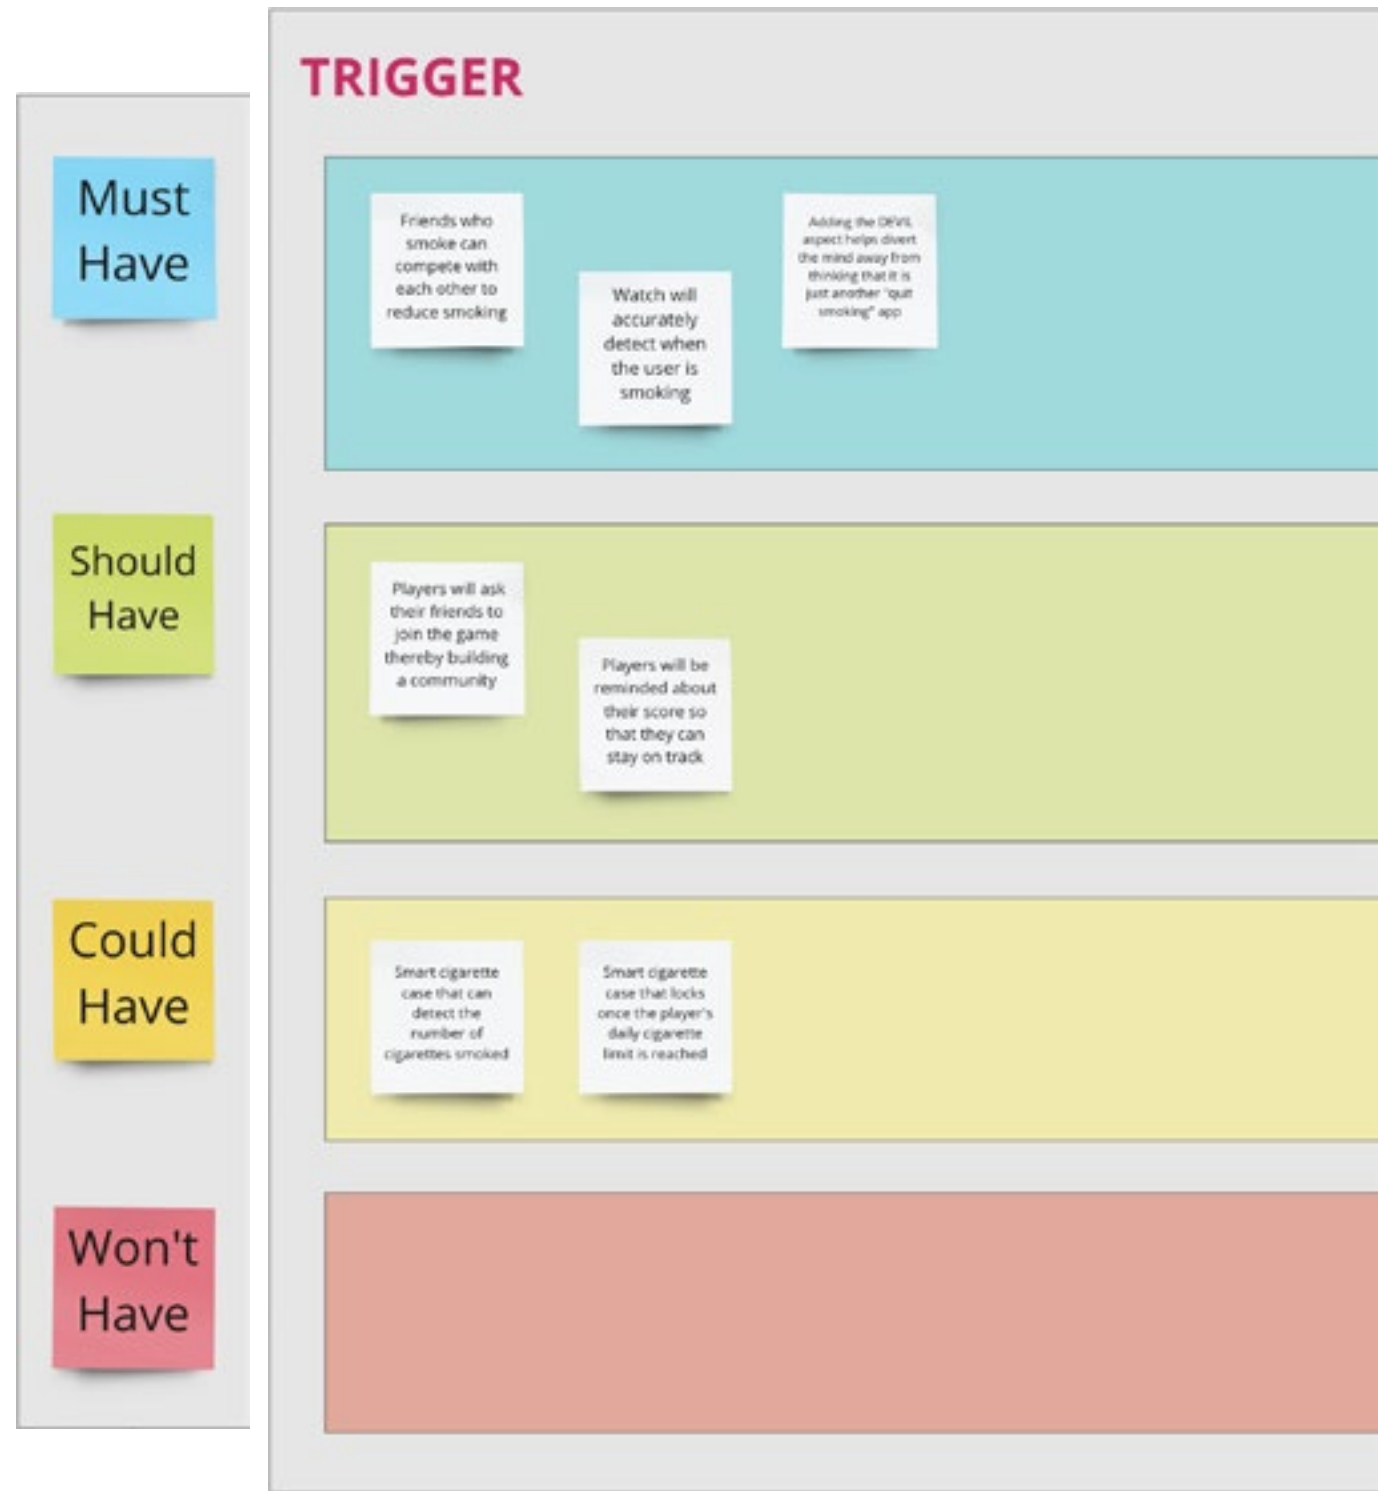 TRIGGER
Must
Have
Friends who
smoke can
compete with
each other to
reduce smoking
Watch will
accurately
detect when
the user is
smoking
Adding the DEVIL
aspect helps divert
the mind away from
thinking that it is
just another "quit
smoking" app
Should
Have
Players will ask
their friends to
join the game
thereby building
a community
Players will be
reminded about
their score so
that they can
stay on track
Could
Have
Smart cigarette
case that can
detect the
number of
cigarettes smoked
Smart cigarette
case that locks
once the player's
daily cigarette
limit is reached
Won't
Have